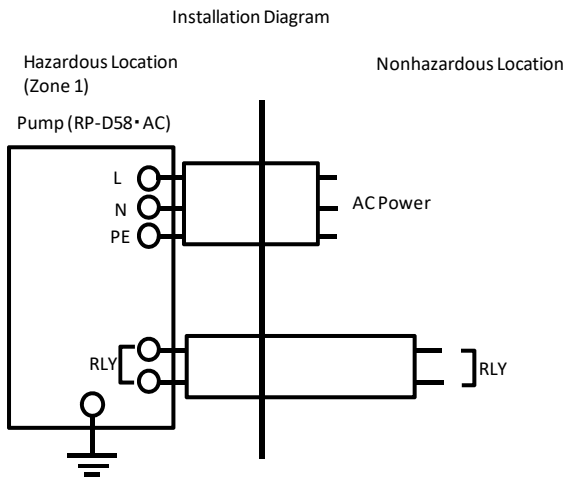 Installation Diagram
Hazardous Location
(Zone 1)
Nonhazardous Location
Pump (RP-D58・AC)
L
N
PE
AC Power
RLY
RLY